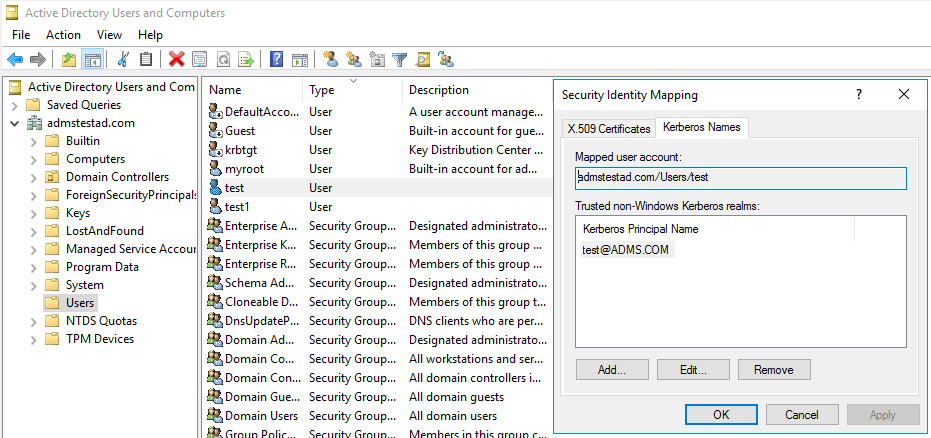 Active Directory Users and Computers
File Action View Help
Active Directory Users and Com
Saved Queries
admstestad.com
Builtin
Computers
Domain Controllers
ForeignSecurityPrincipals
Keys
LostAndFound
Managed Service Accour
Program Data
System
Users
NTDS Quotas
TPM Devices
Name Type Description
DefaultAcco... User A user account manage...
Guest User Built-in account for gue...
krbtgt User Key Distribution Center ...
myroot User Built-in account for ad...
test User
test1 User
Enterprise A... Security Group... Designated administrato...
Enterprise K... Security Group... Members of this group ...
Enterprise R... Security Group... Members of this group ...
Schema Ad... Security Group... Designated administrato...
Cloneable D... Security Group... Members of this group t...
DnsUpdateP... Security Group... DNS clients who are per...
Domain Ad... Security Group... Designated administrato...
Domain Co... Security Group... All workstations and ser...
Domain Con... Security Group... All domain controllers i...
Domain Gue... Security Group... All domain guests
Domain Users Security Group... All domain users
Group Polic... Security Group... Members in this group c...
Security Identity Mapping ?
X.509 Certificates Kerberos Names
Mapped user account:
admstestad.com/Users/test
Trusted non-Windows Kerberos realms:
Kerberos Principal Name
test@ADMS.COM
Add... Edit... Remove
OK Cancel Apply